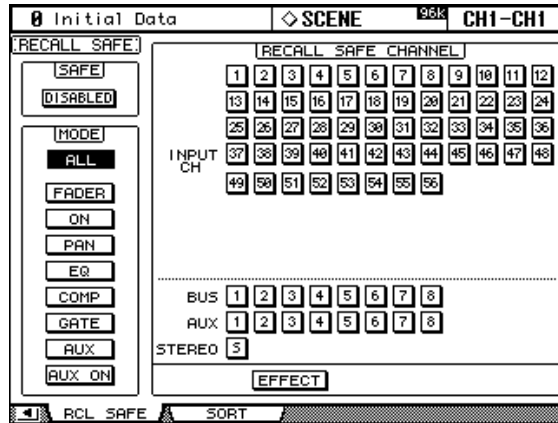 0 Initial Data ◇SCENE 96k CH1-CH1
RECALL SAFE
SAFE
DISABLED
MODE
ALL
FADER
ON
PAN
EQ
COMP
GATE
AUX
AUX ON
RECALL SAFE CHANNEL
1 2 3 4 5 6 7 8 9 10 11 12
13 14 15 16 17 18 19 20 21 22 23 24
25 26 27 28 29 30 31 32 33 34 35 36
INPUT CH
37 38 39 40 41 42 43 44 45 46 47 48
49 50 51 52 53 54 55 56
BUS 1 2 3 4 5 6 7 8
AUX 1 2 3 4 5 6 7 8
STEREO S
EFFECT
RCL SAFE SORT